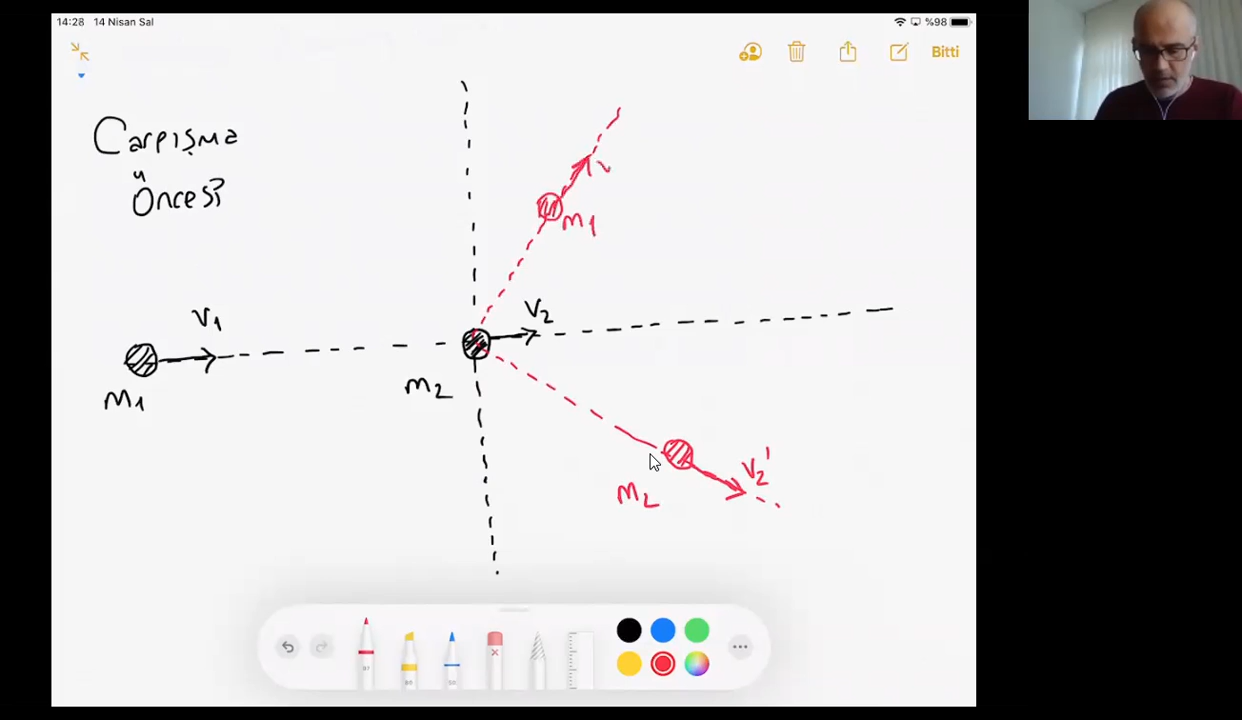 14:28 14 Nisan Sal
%98
Bitti
Çarpışma
Öncesi
v
m1
v1
v2
m1
m2
v2'
m2